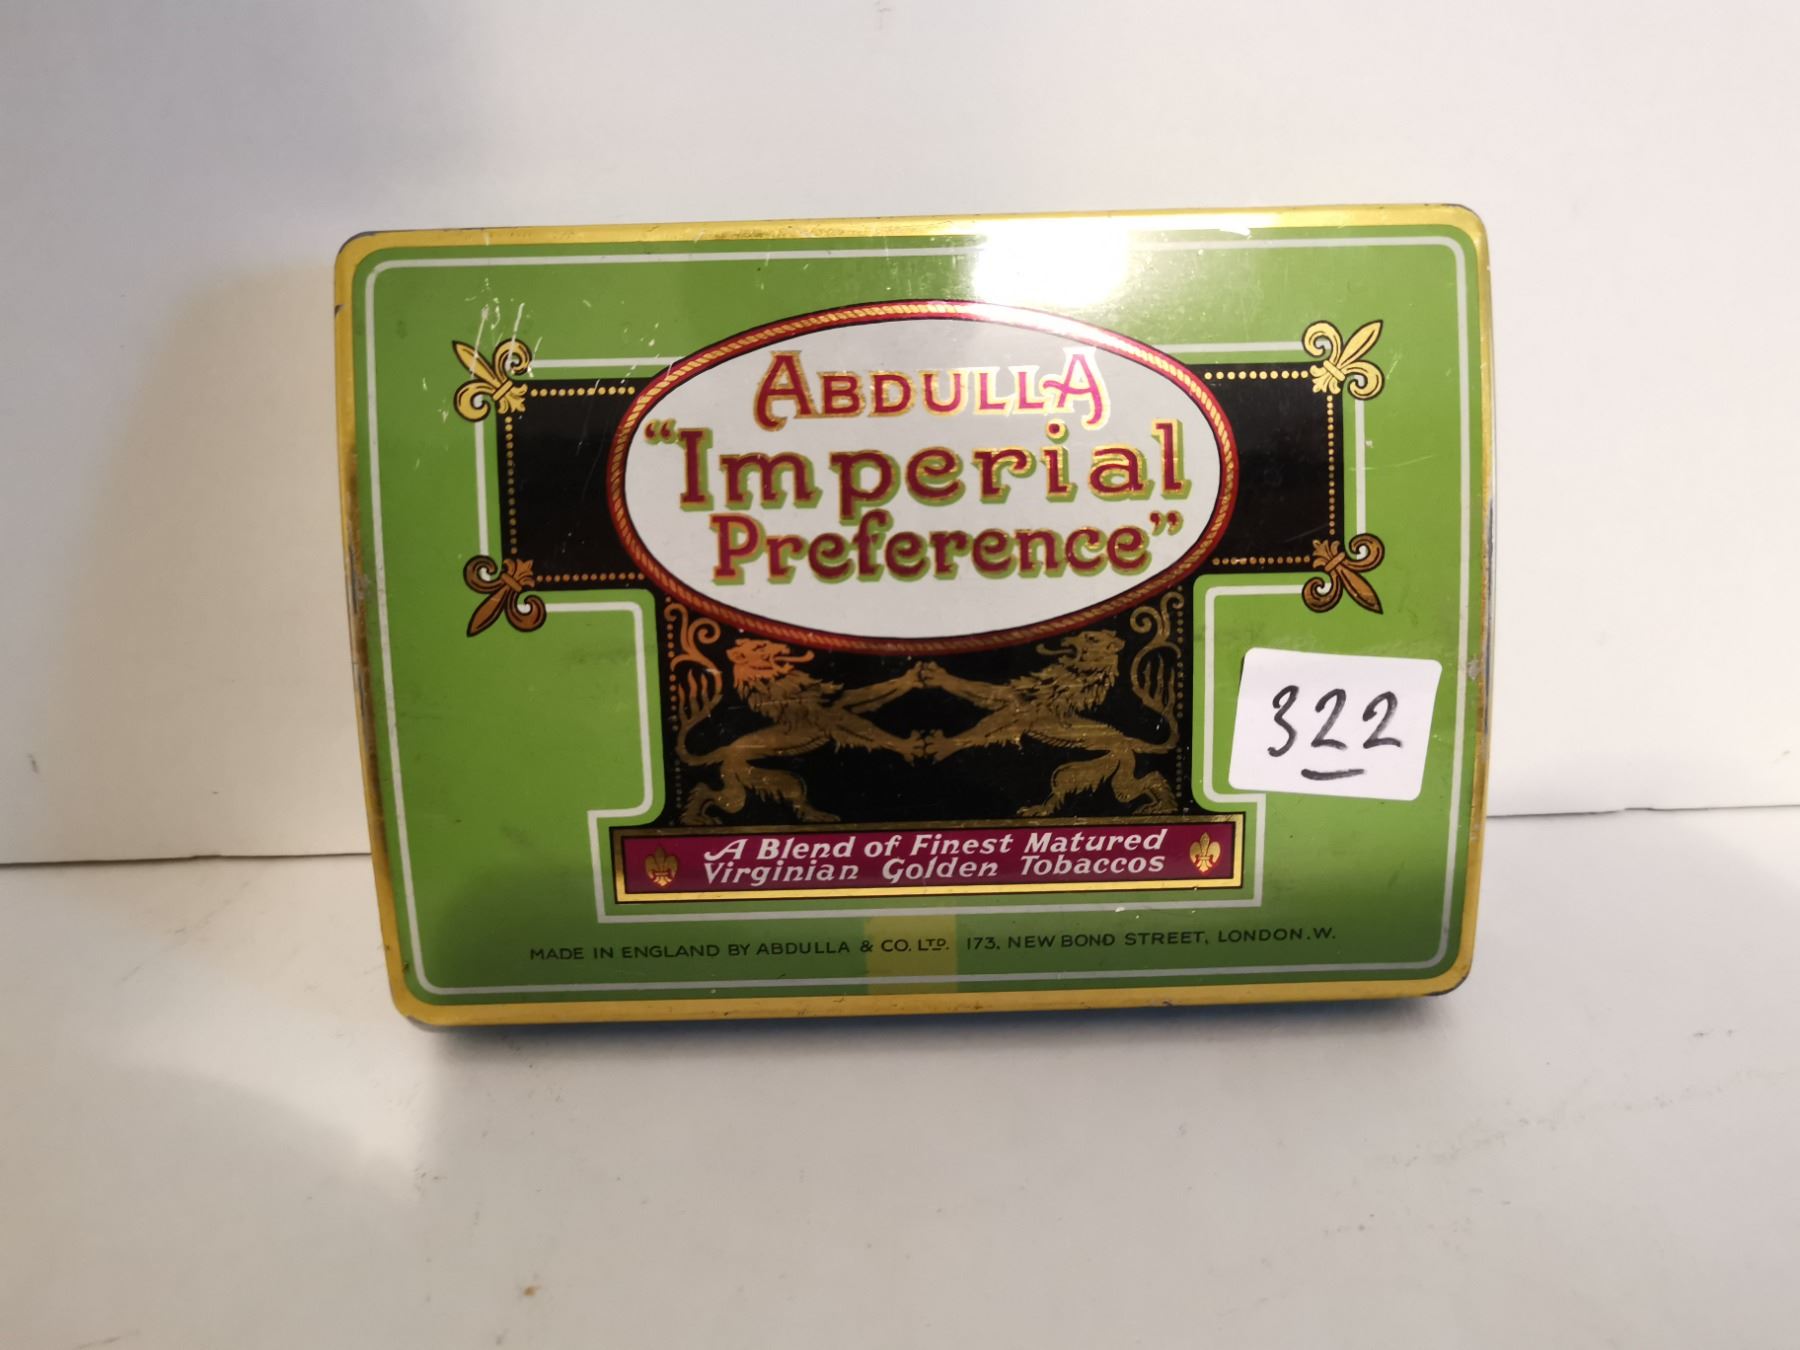 ABDULLA
"Imperial
Preference"
322
A Blend of Finest Matured
Virginian Golden Tobaccos
MADE IN ENGLAND BY ABDULLA & CO. LTD. 173, NEW BOND STREET, LONDON.W.